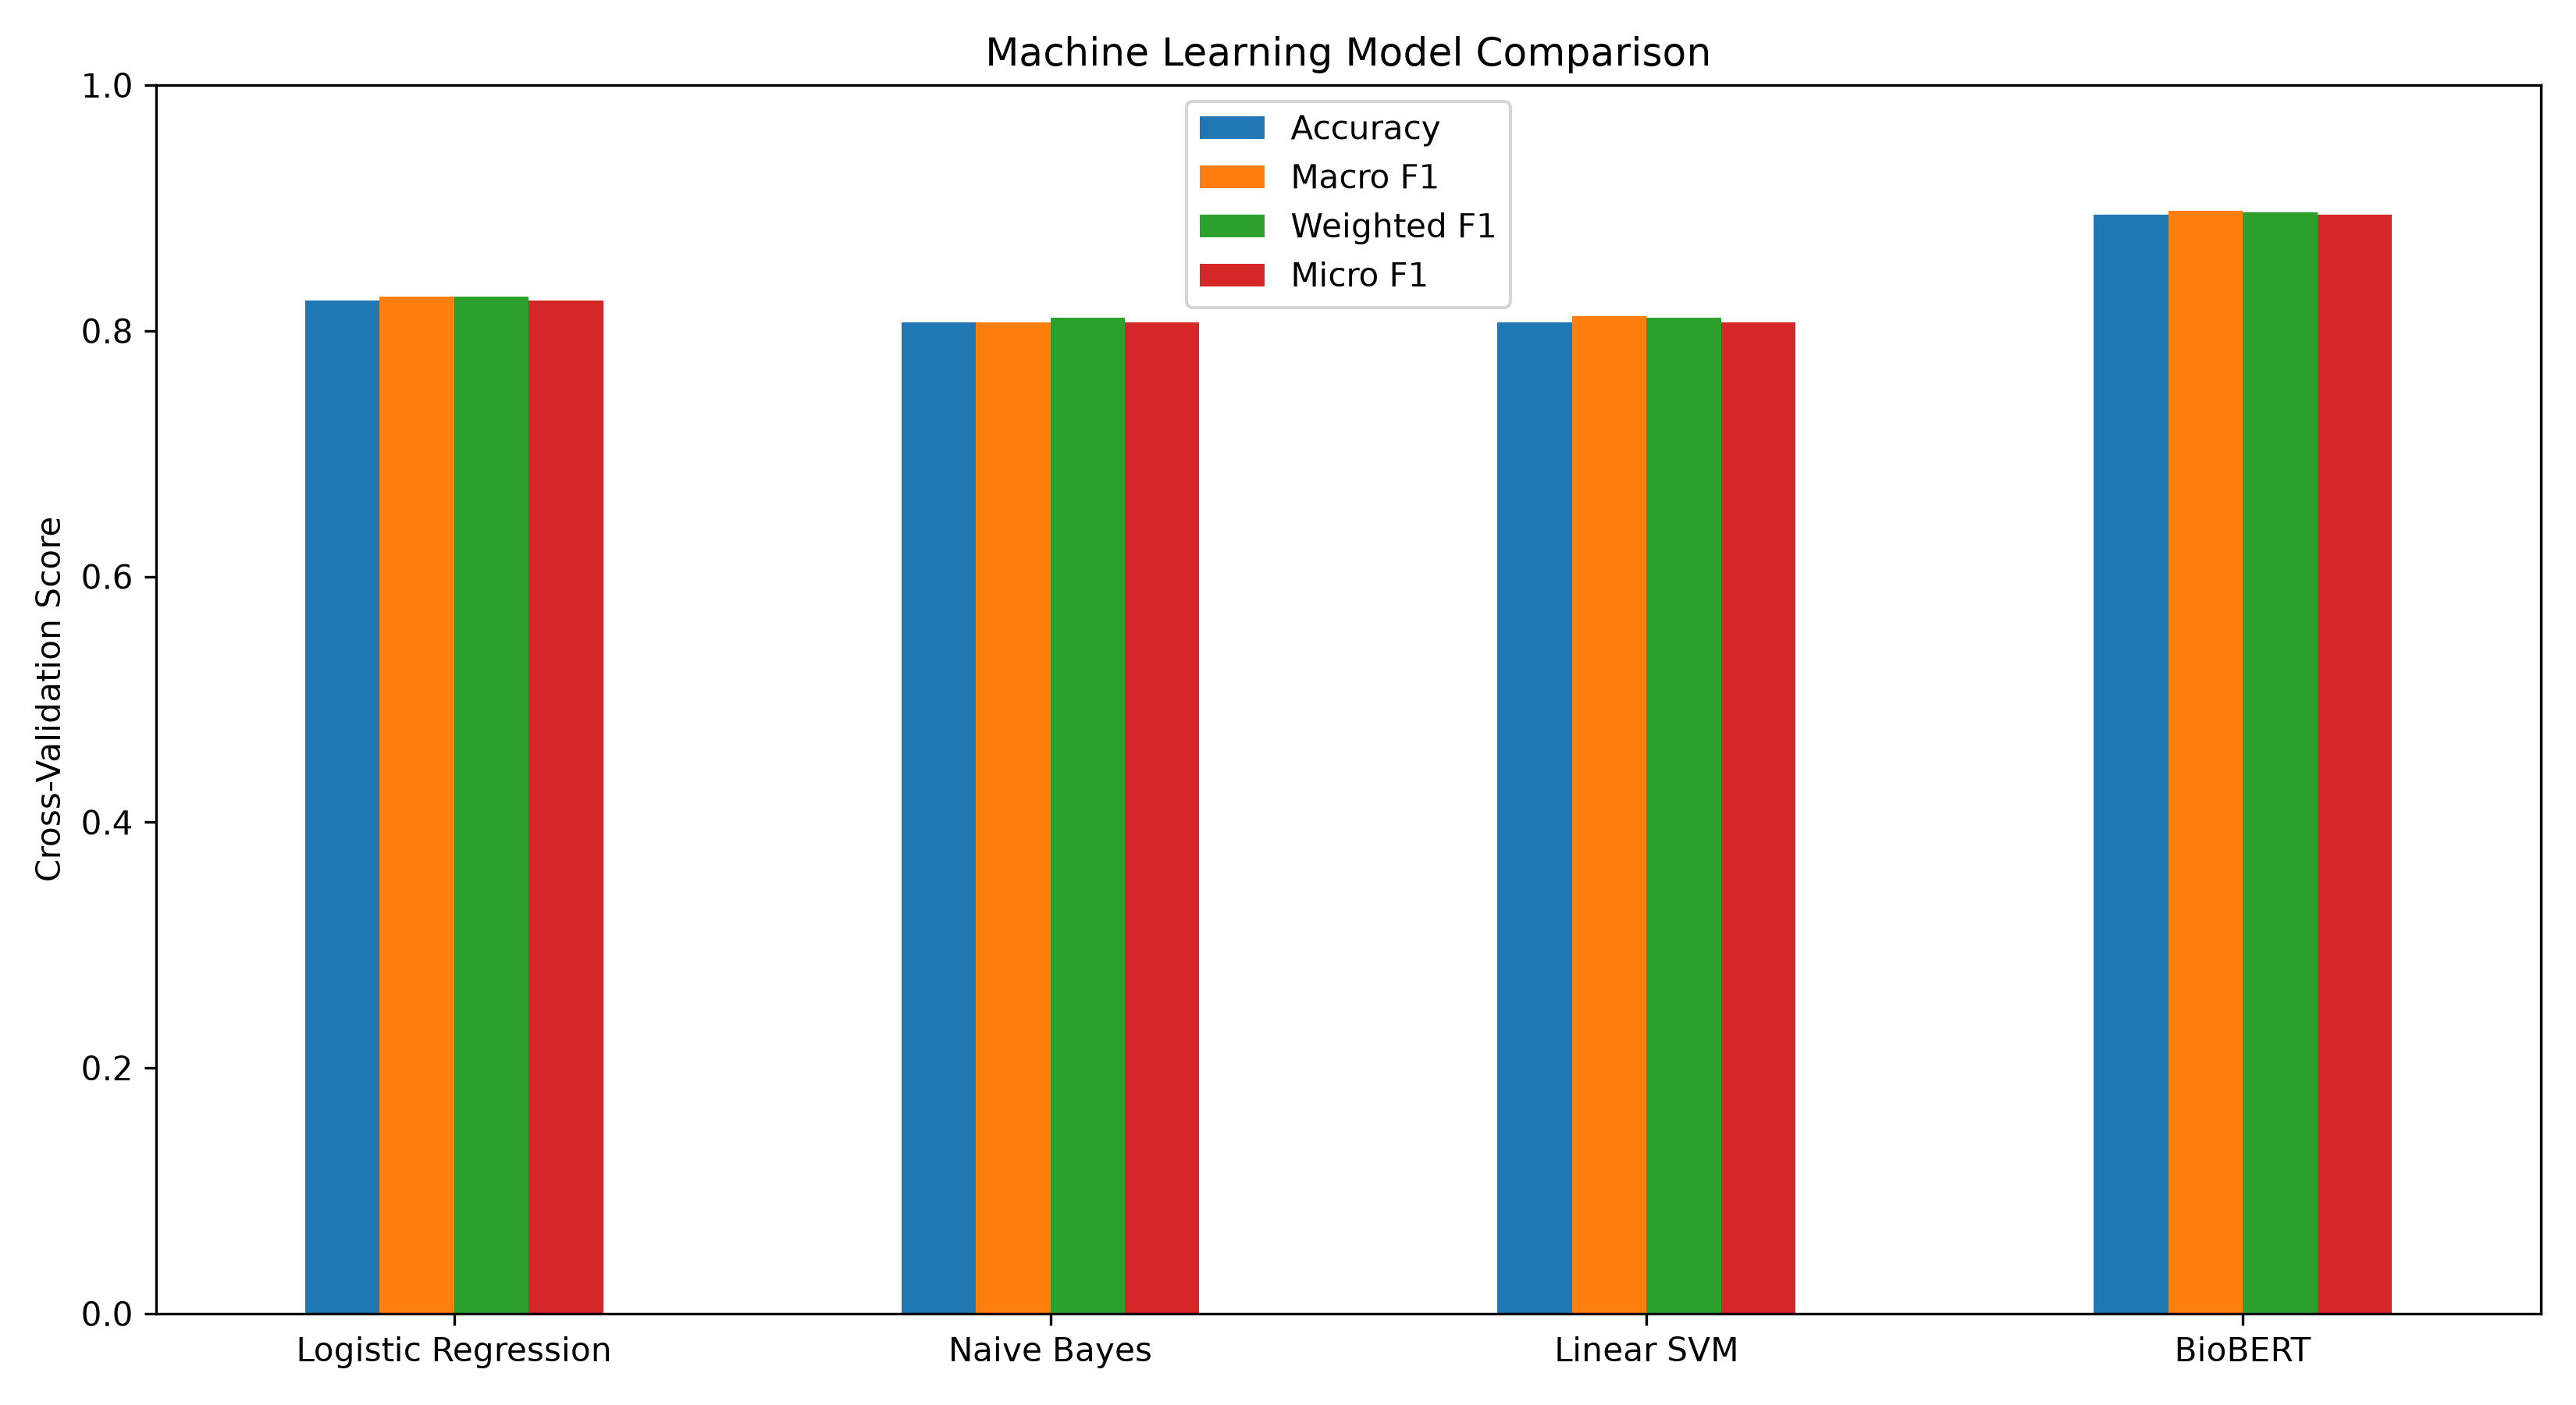 Machine Learning Model Comparison
1.0
0.8
0.6
0.4
0.2
0.0
Cross-Validation Score
Accuracy
Macro F1
Weighted F1
Micro F1
Logistic Regression
Naive Bayes
Linear SVM
BioBERT